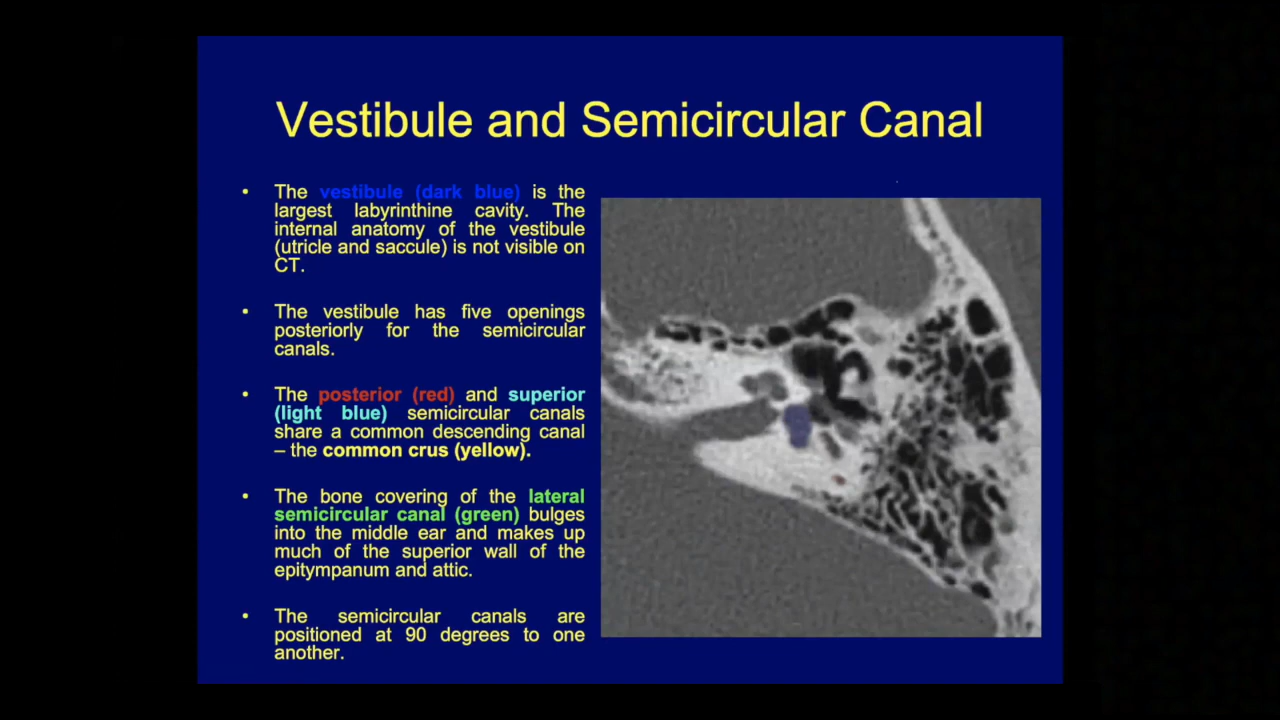 Vestibule and Semicircular Canal
• The vestibule (dark blue) is the
largest labyrinthine cavity. The
internal anatomy of the vestibule
(utricle and saccule) is not visible on
CT.
• The vestibule has five openings
posteriorly for the semicircular
canals.
• The posterior (red) and superior
(light blue) semicircular canals
share a common descending canal
– the common crus (yellow).
• The bone covering of the lateral
semicircular canal (green) bulges
into the middle ear and makes up
much of the superior wall of the
epitympanum and attic.
• The semicircular canals are
positioned at 90 degrees to one
another.